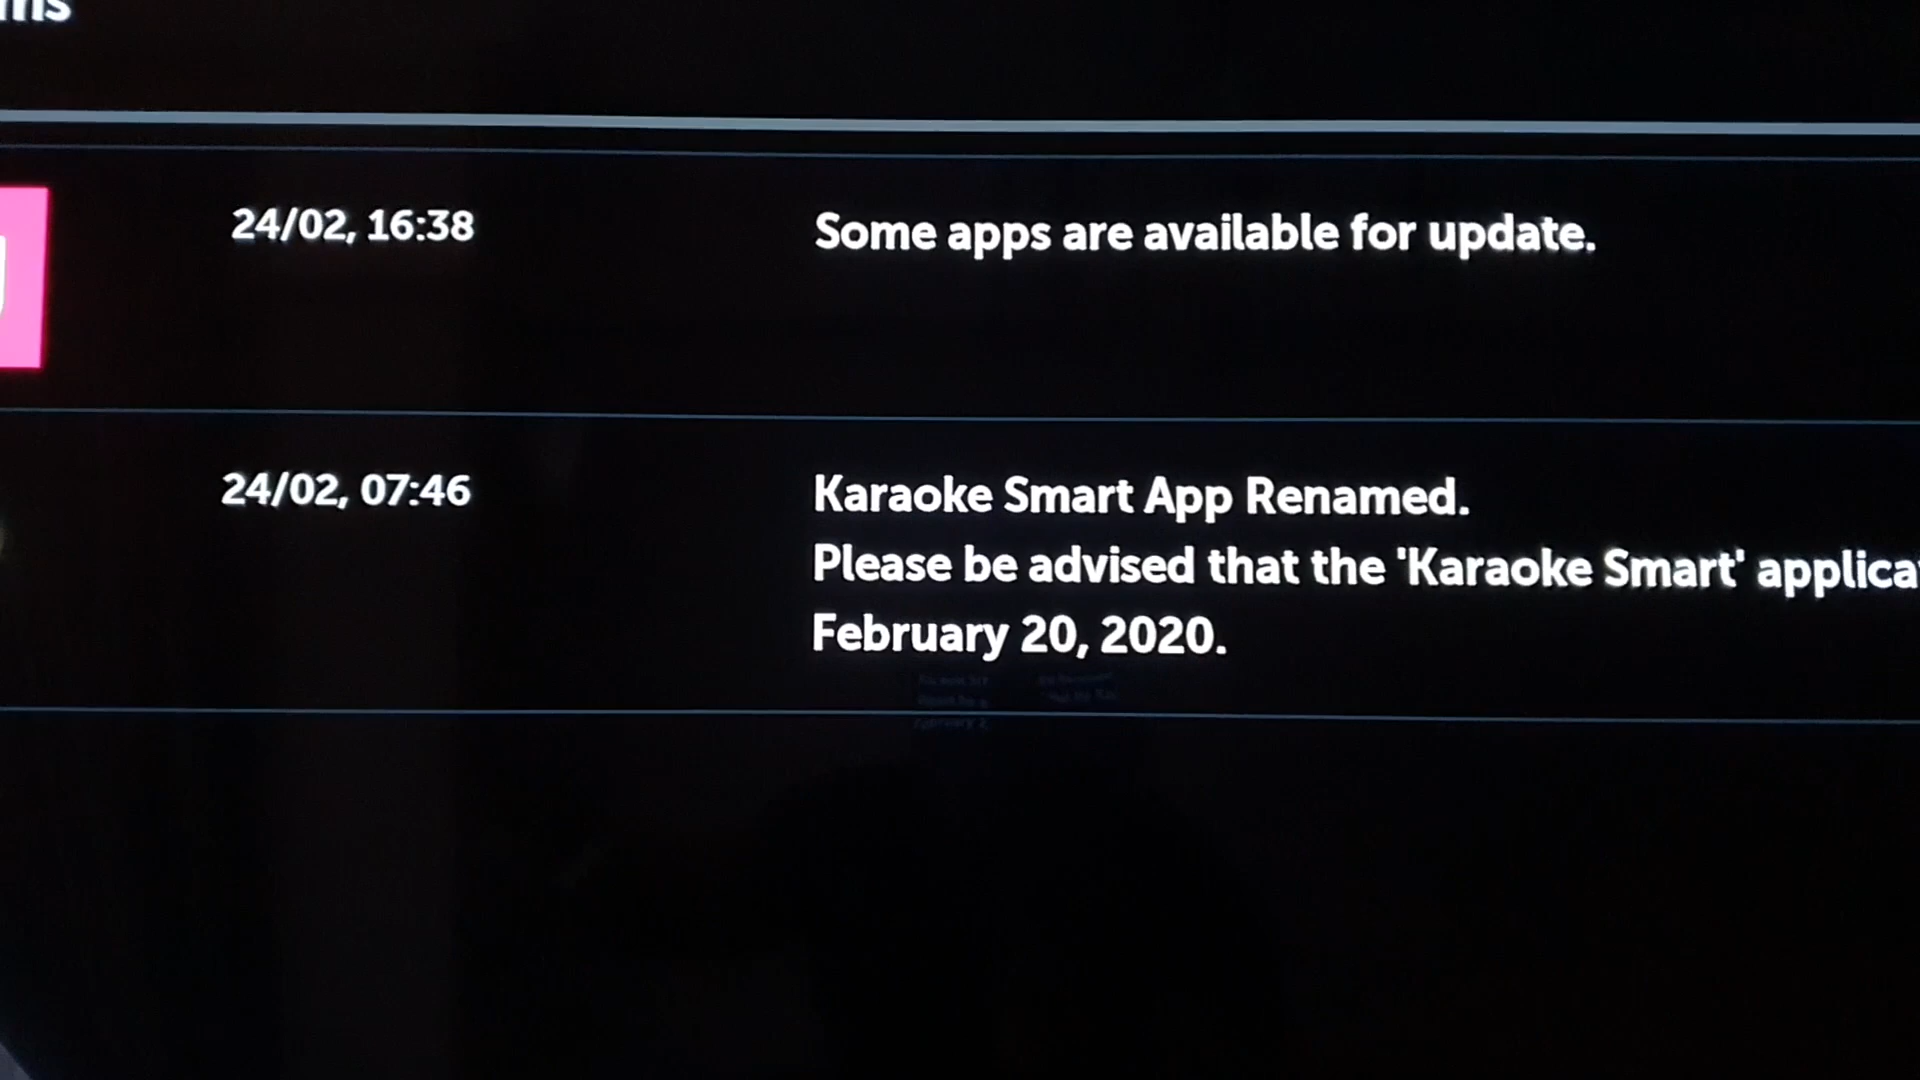 24/02, 16:38
Some apps are available for update.
24/02, 07:46
Karaoke Smart App Renamed.
Please be advised that the 'Karaoke Smart'
February 20, 2020.